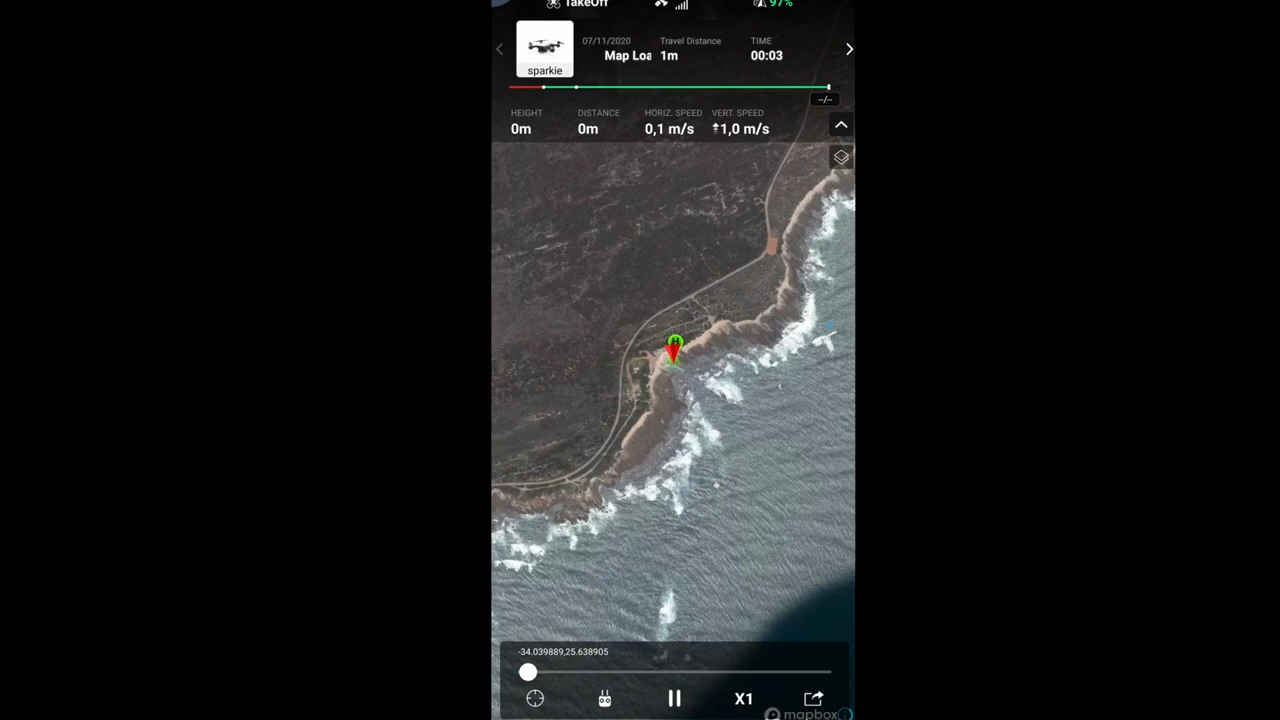 TakeOff
97%
07/11/2020
Travel Distance
TIME
Map Loa
1m
00:03
sparkie
--/--
HEIGHT
DISTANCE
HORIZ. SPEED
VERT. SPEED
0m
0m
0,1 m/s
1,0 m/s
H
-34.039889,25.638905
X1
mapbox